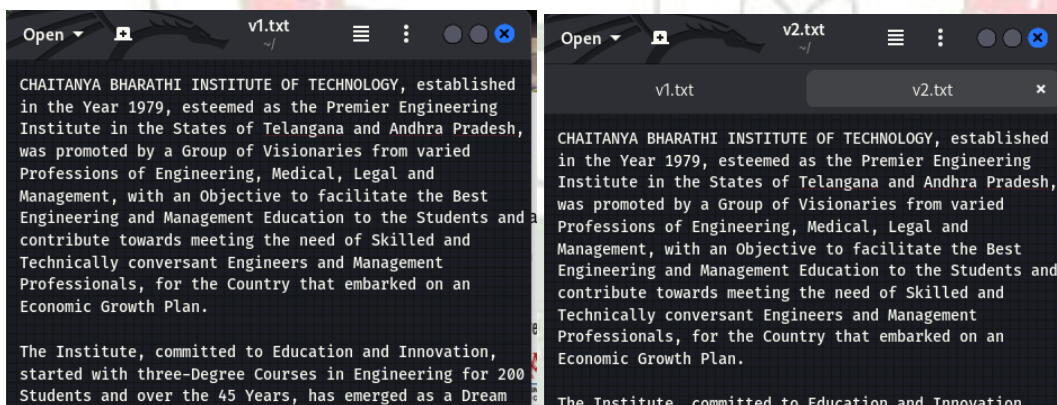 Open
v1.txt
~/
CHAITANYA BHARATHI INSTITUTE OF TECHNOLOGY, established
in the Year 1979, esteemed as the Premier Engineering
Institute in the States of Telangana and Andhra Pradesh,
was promoted by a Group of Visionaries from varied
Professions of Engineering, Medical, Legal and
Management, with an Objective to facilitate the Best
Engineering and Management Education to the Students and
contribute towards meeting the need of Skilled and
Technically conversant Engineers and Management
Professionals, for the Country that embarked on an
Economic Growth Plan.
The Institute, committed to Education and Innovation,
started with three-Degree Courses in Engineering for 200
Students and over the 45 Years, has emerged as a Dream
Open
v2.txt
~/
v1.txt
v2.txt
CHAITANYA BHARATHI INSTITUTE OF TECHNOLOGY, established
in the Year 1979, esteemed as the Premier Engineering
Institute in the States of Telangana and Andhra Pradesh,
was promoted by a Group of Visionaries from varied
Professions of Engineering, Medical, Legal and
Management, with an Objective to facilitate the Best
Engineering and Management Education to the Students and
contribute towards meeting the need of Skilled and
Technically conversant Engineers and Management
Professionals, for the Country that embarked on an
Economic Growth Plan.
The Institute, committed to Education and Innovation,